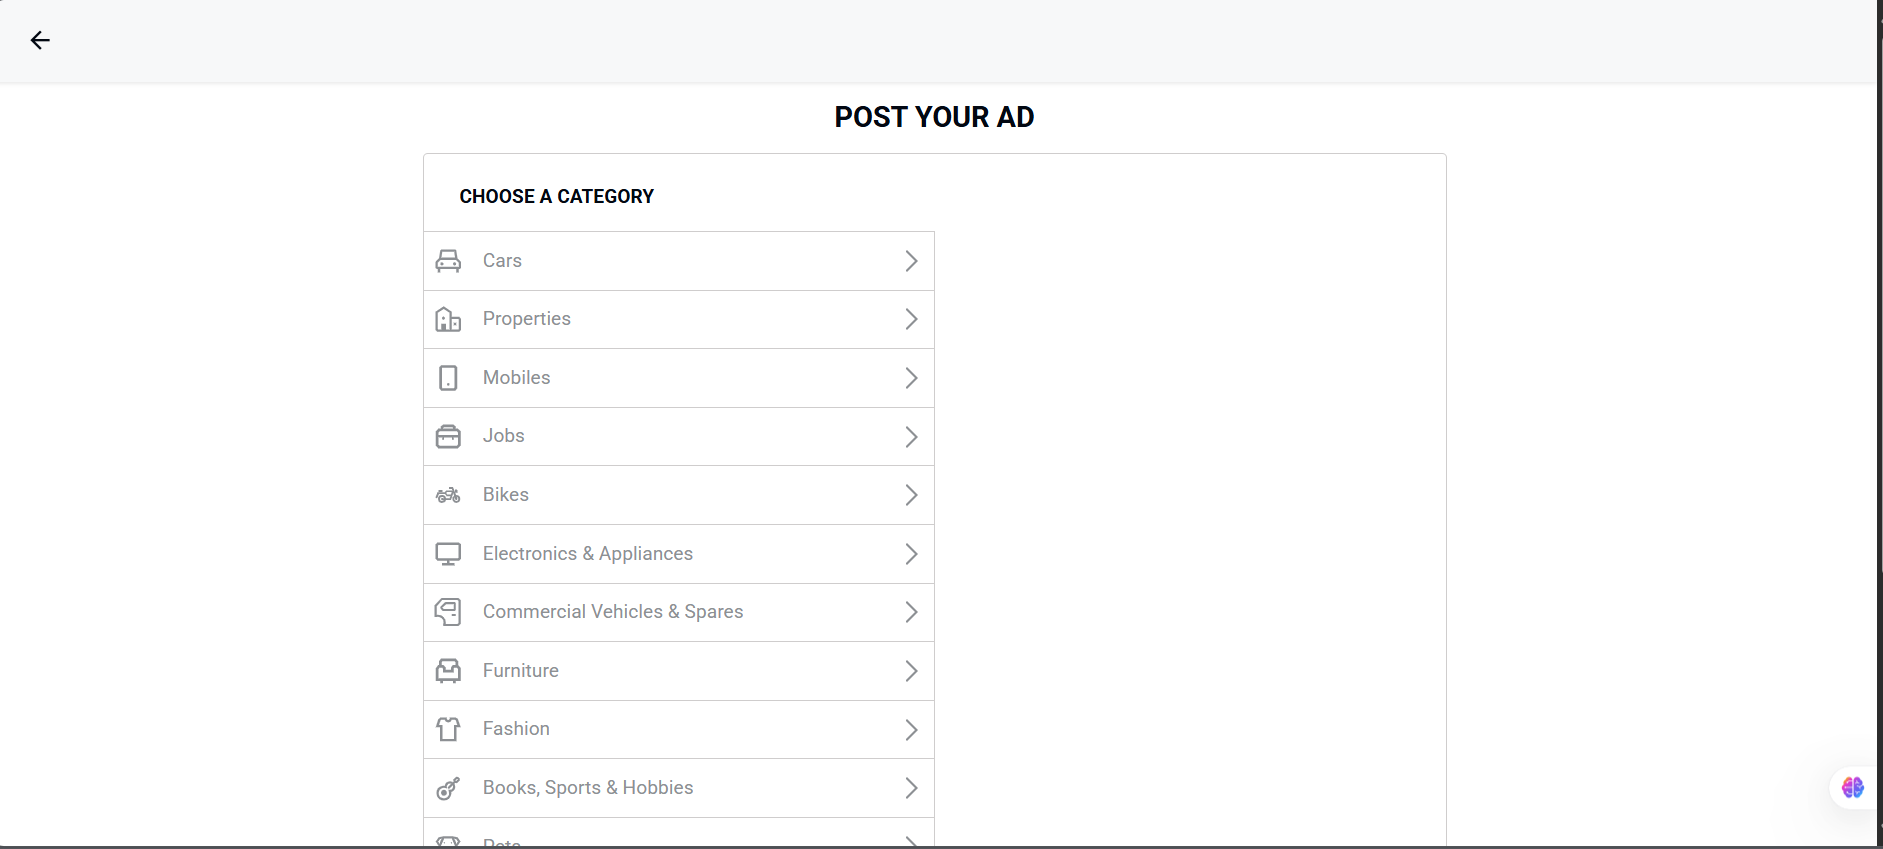 POST YOUR AD
CHOOSE A CATEGORY
Cars
Properties
Mobiles
Jobs
Bikes
Electronics & Appliances
Commercial Vehicles & Spares
Furniture
Fashion
Books, Sports & Hobbies
Pets